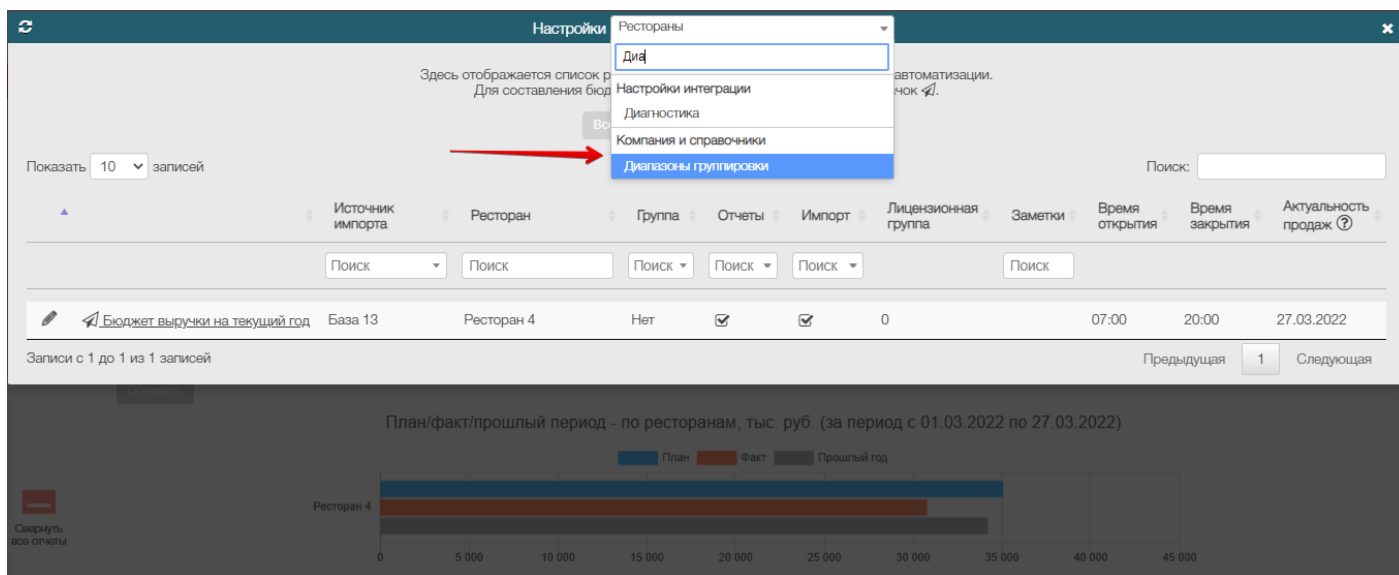 Настройки Рестораны
Диа
Здесь отображается список р автоматизации.
Для составления бюд чок
Настройки интеграции
Диагностика
Компания и справочники
Диапазоны группировки
Показать 10 записей
Поиск:
Источник импорта Ресторан Группа Отчеты Импорт Лицензионная группа Заметки Время открытия Время закрытия Актуальность продаж ?
Поиск Поиск Поиск Поиск Поиск Поиск
Бюджет выручки на текущий год База 13 Ресторан 4 Нет 0 07:00 20:00 27.03.2022
Записи с 1 до 1 из 1 записей
Предыдущая 1 Следующая
Обновить
План/факт/прошлый период - по ресторанам, тыс. руб. (за период с 01.03.2022 по 27.03.2022)
План Факт Прошлый год
Ресторан 4
Свернуть
все отчеты
0 5 000 10 000 15 000 20 000 25 000 30 000 35 000 40 000 45 000